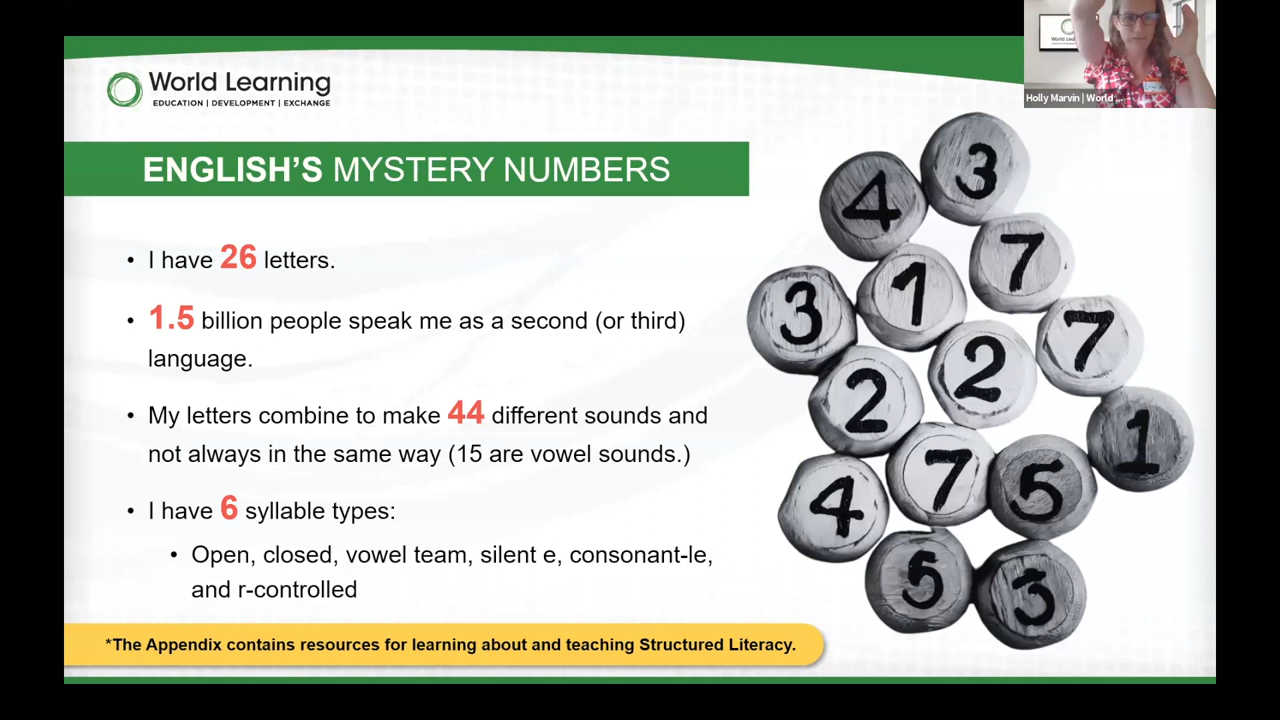 World Learning
EDUCATION | DEVELOPMENT | EXCHANGE
Holly Marvin | World ...
ENGLISH'S MYSTERY NUMBERS
• I have 26 letters.
• 1.5 billion people speak me as a second (or third)
language.
• My letters combine to make 44 different sounds and
not always in the same way (15 are vowel sounds.)
• I have 6 syllable types:
• Open, closed, vowel team, silent e, consonant-le,
and r-controlled
*The Appendix contains resources for learning about and teaching Structured Literacy.
3
4
7
1
3
7
2
2
1
7
5
4
5
3